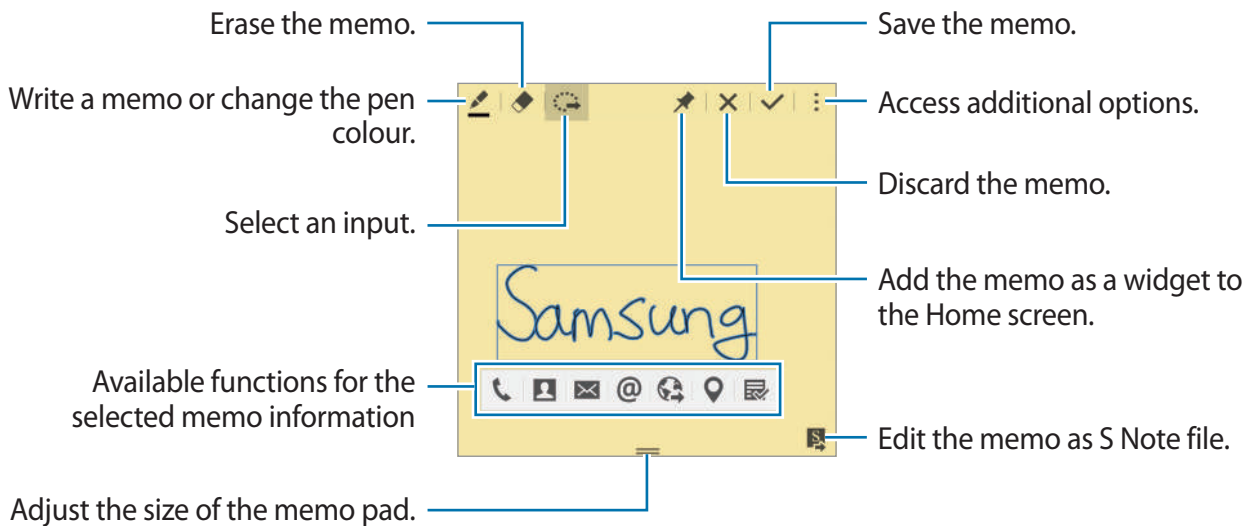 Erase the memo.
Save the memo.
Write a memo or change the pen
colour.
Access additional options.
Discard the memo.
Select an input.
Add the memo as a widget to
the Home screen.
Samsung
Available functions for the
selected memo information
@
S
Edit the memo as S Note file.
Adjust the size of the memo pad.